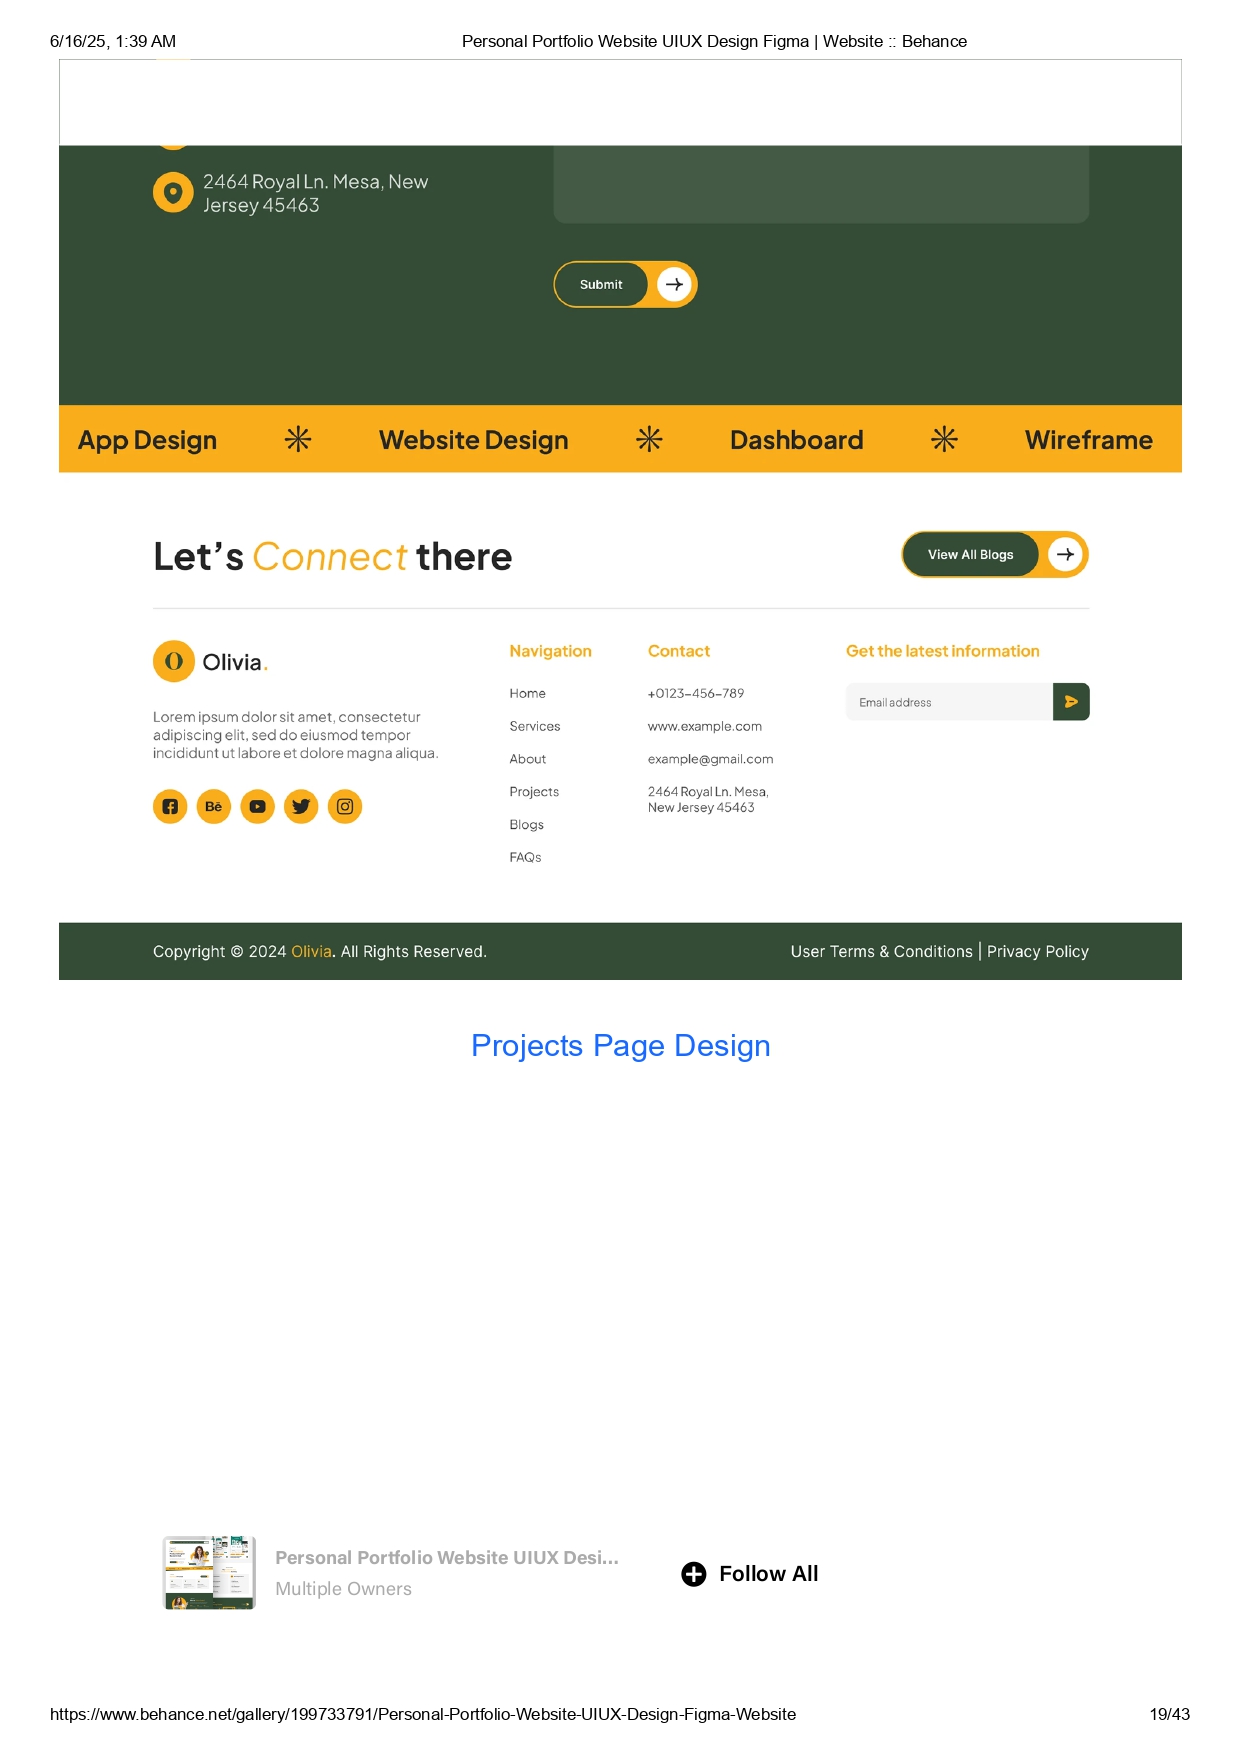 6/16/25, 1:39 AM
Personal Portfolio Website UIUX Design Figma | Website :: Behance
2464 Royal Ln. Mesa, New
Jersey 45463
Submit
App Design
Website Design
Dashboard
Wireframe
Let's Connect there
View All Blogs
O Olivia.
Lorem ipsum dolor sit amet, consectetur
adipiscing elit, sed do eiusmod tempor
incididunt ut labore et dolore magna aliqua.
Bē
Navigation
Home
Services
About
Projects
Blogs
FAQs
Contact
+0123-456-789
www.example.com
example@gmail.com
2464 Royal Ln. Mesa,
New Jersey 45463
Get the latest information
Email address
Copyright © 2024 Olivia. All Rights Reserved.
User Terms & Conditions | Privacy Policy
Projects Page Design
Personal Portfolio Website UIUX Desi...
Multiple Owners
Follow All
https://www.behance.net/gallery/199733791/Personal-Portfolio-Website-UIUX-Design-Figma-Website
19/43